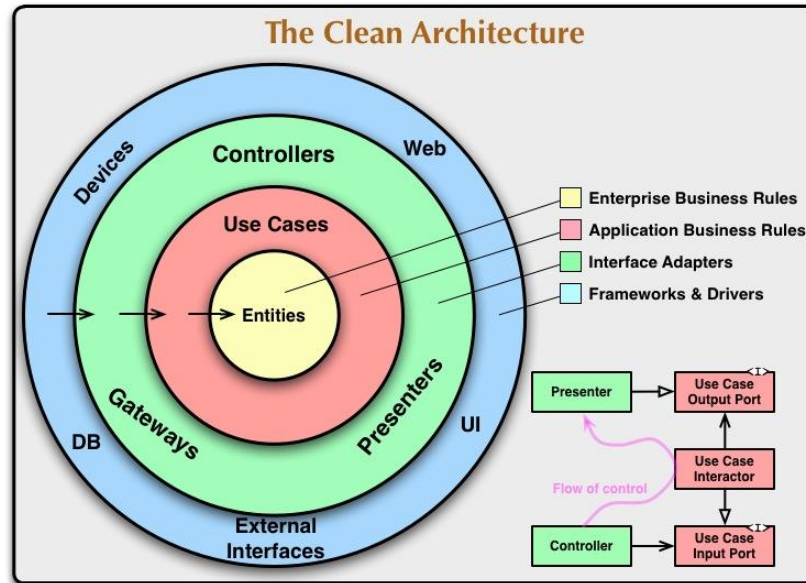 The Clean Architecture
Devices
Web
Controllers
Use Cases
Entities
Gateways
Presenters
DB
UI
External
Interfaces
Enterprise Business Rules
Application Business Rules
Interface Adapters
Frameworks & Drivers
Presenter
<I>
Use Case
Output Port
Use Case
Interactor
Flow of control
Controller
<I>
Use Case
Input Port